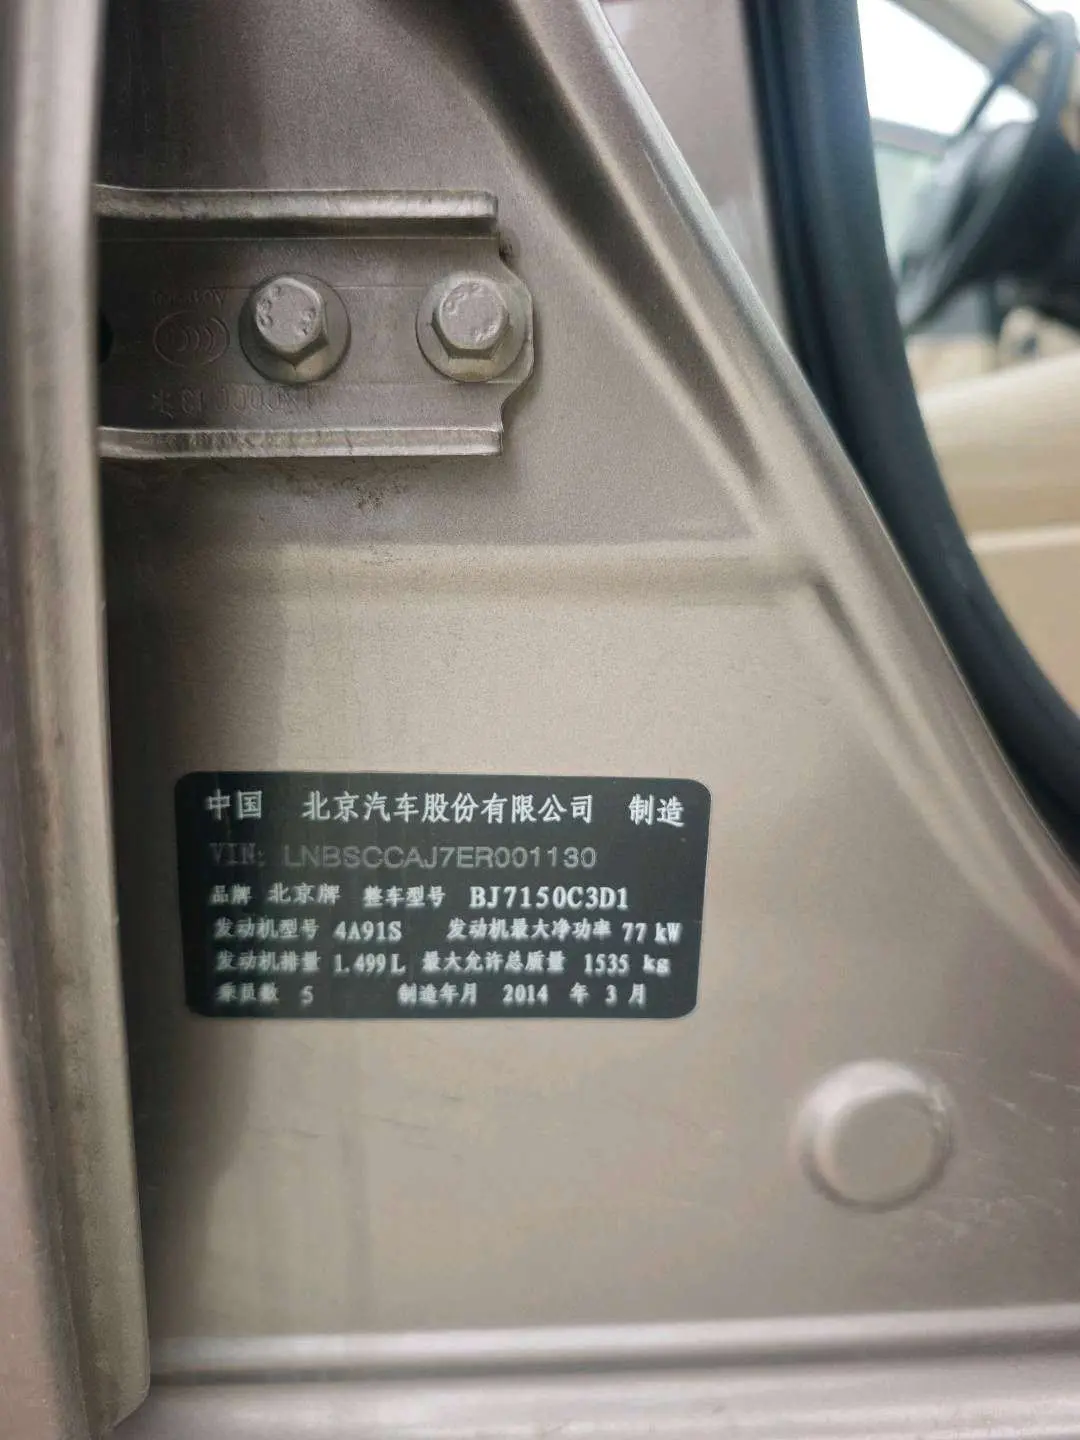 中国 北京汽车股份有限公司 制造
VIN: LNBSCCAJ7ER001130
品牌 北京牌 整车型号 BJ7150C3D1
发动机型号 4A91S 发动机最大净功率 77 kW
发动机排量 1.499 L 最大允许总质量 1535 kg
乘员数 5 制造年月 2014 年 3 月